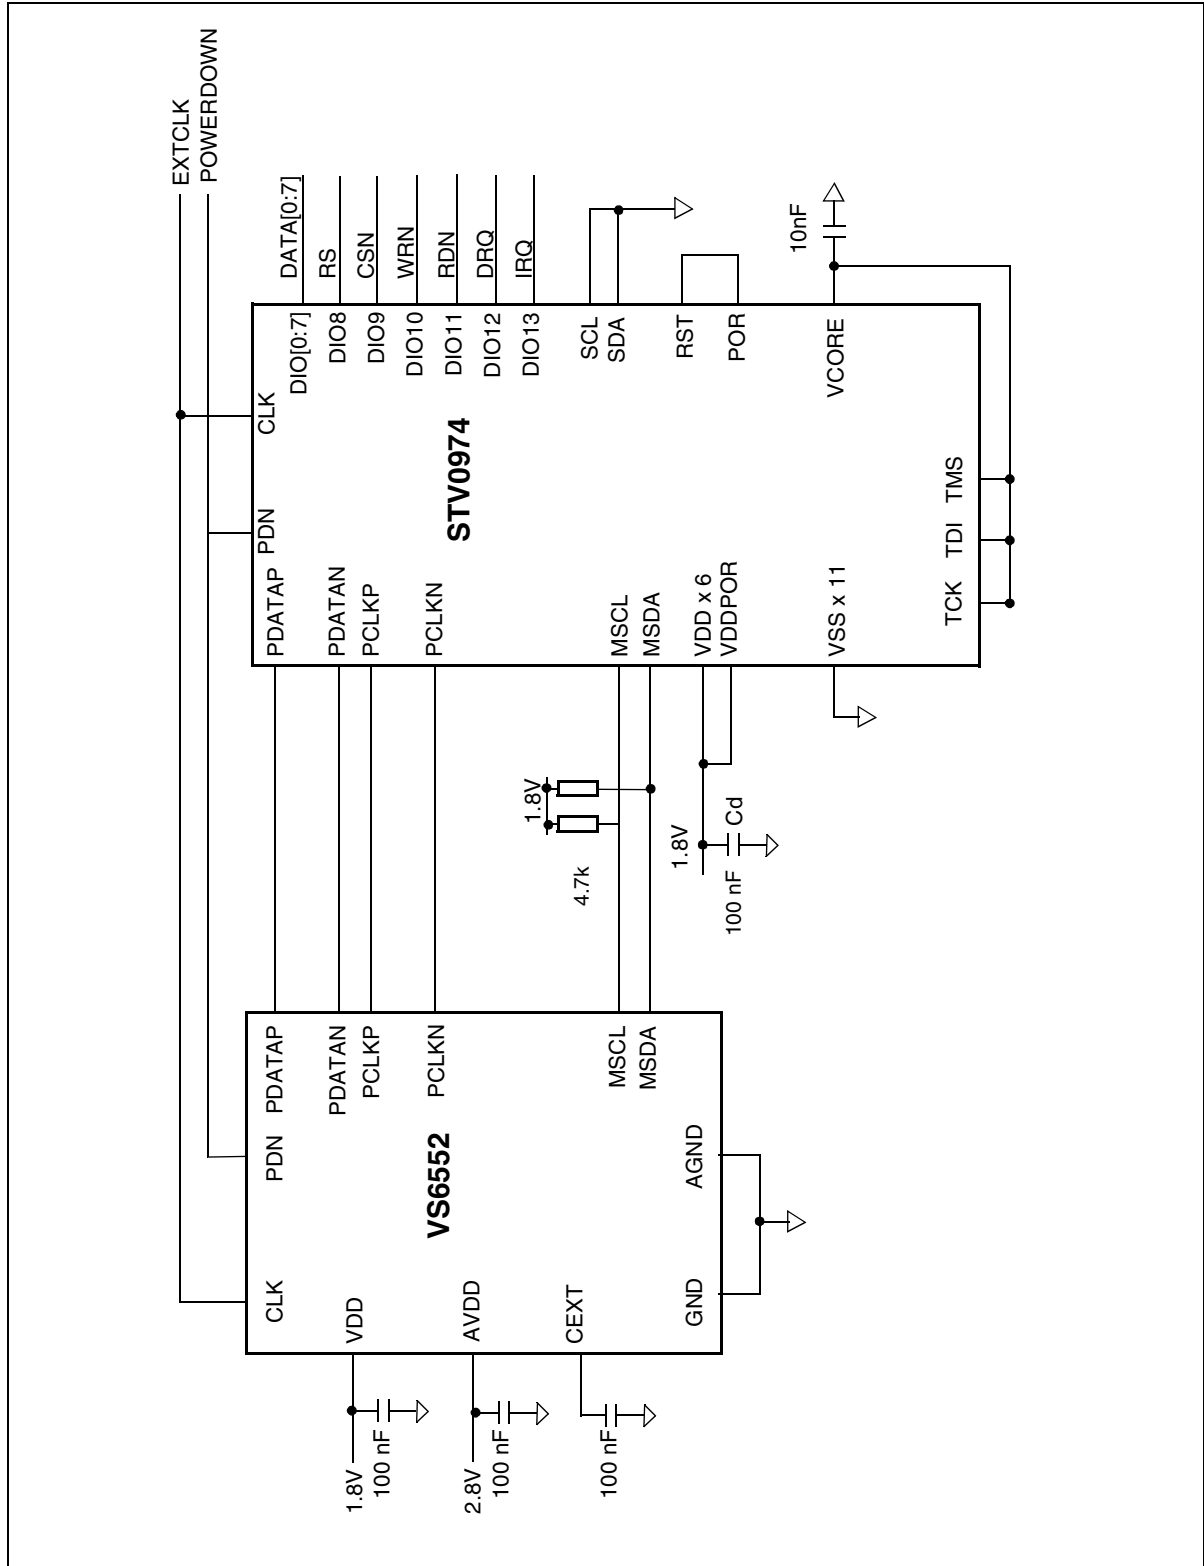 EXTCLK
POWERDOWN
DATA[0:7]
RS
CSN
WRN
RDN
DRQ
IRQ
10nF
DIO[0:7]
DIO8
DIO9
DIO10
DIO11
DIO12
DIO13
SCL
SDA
RST
POR
VCORE
CLK
PDN
STV0974
TMS
TDI
TCK
PDATAP
PDATAN
PCLKP
PCLKN
MSCL
MSDA
VDD x 6
VDDPOR
VSS x 11
1.8V
4.7k
1.8V
Cd
100 nF
PDATAP
PDATAN
PCLKP
PCLKN
MSCL
MSDA
PDN
CLK
VS6552
AGND
GND
VDD
AVDD
CEXT
1.8V
100 nF
2.8V
100 nF
100 nF